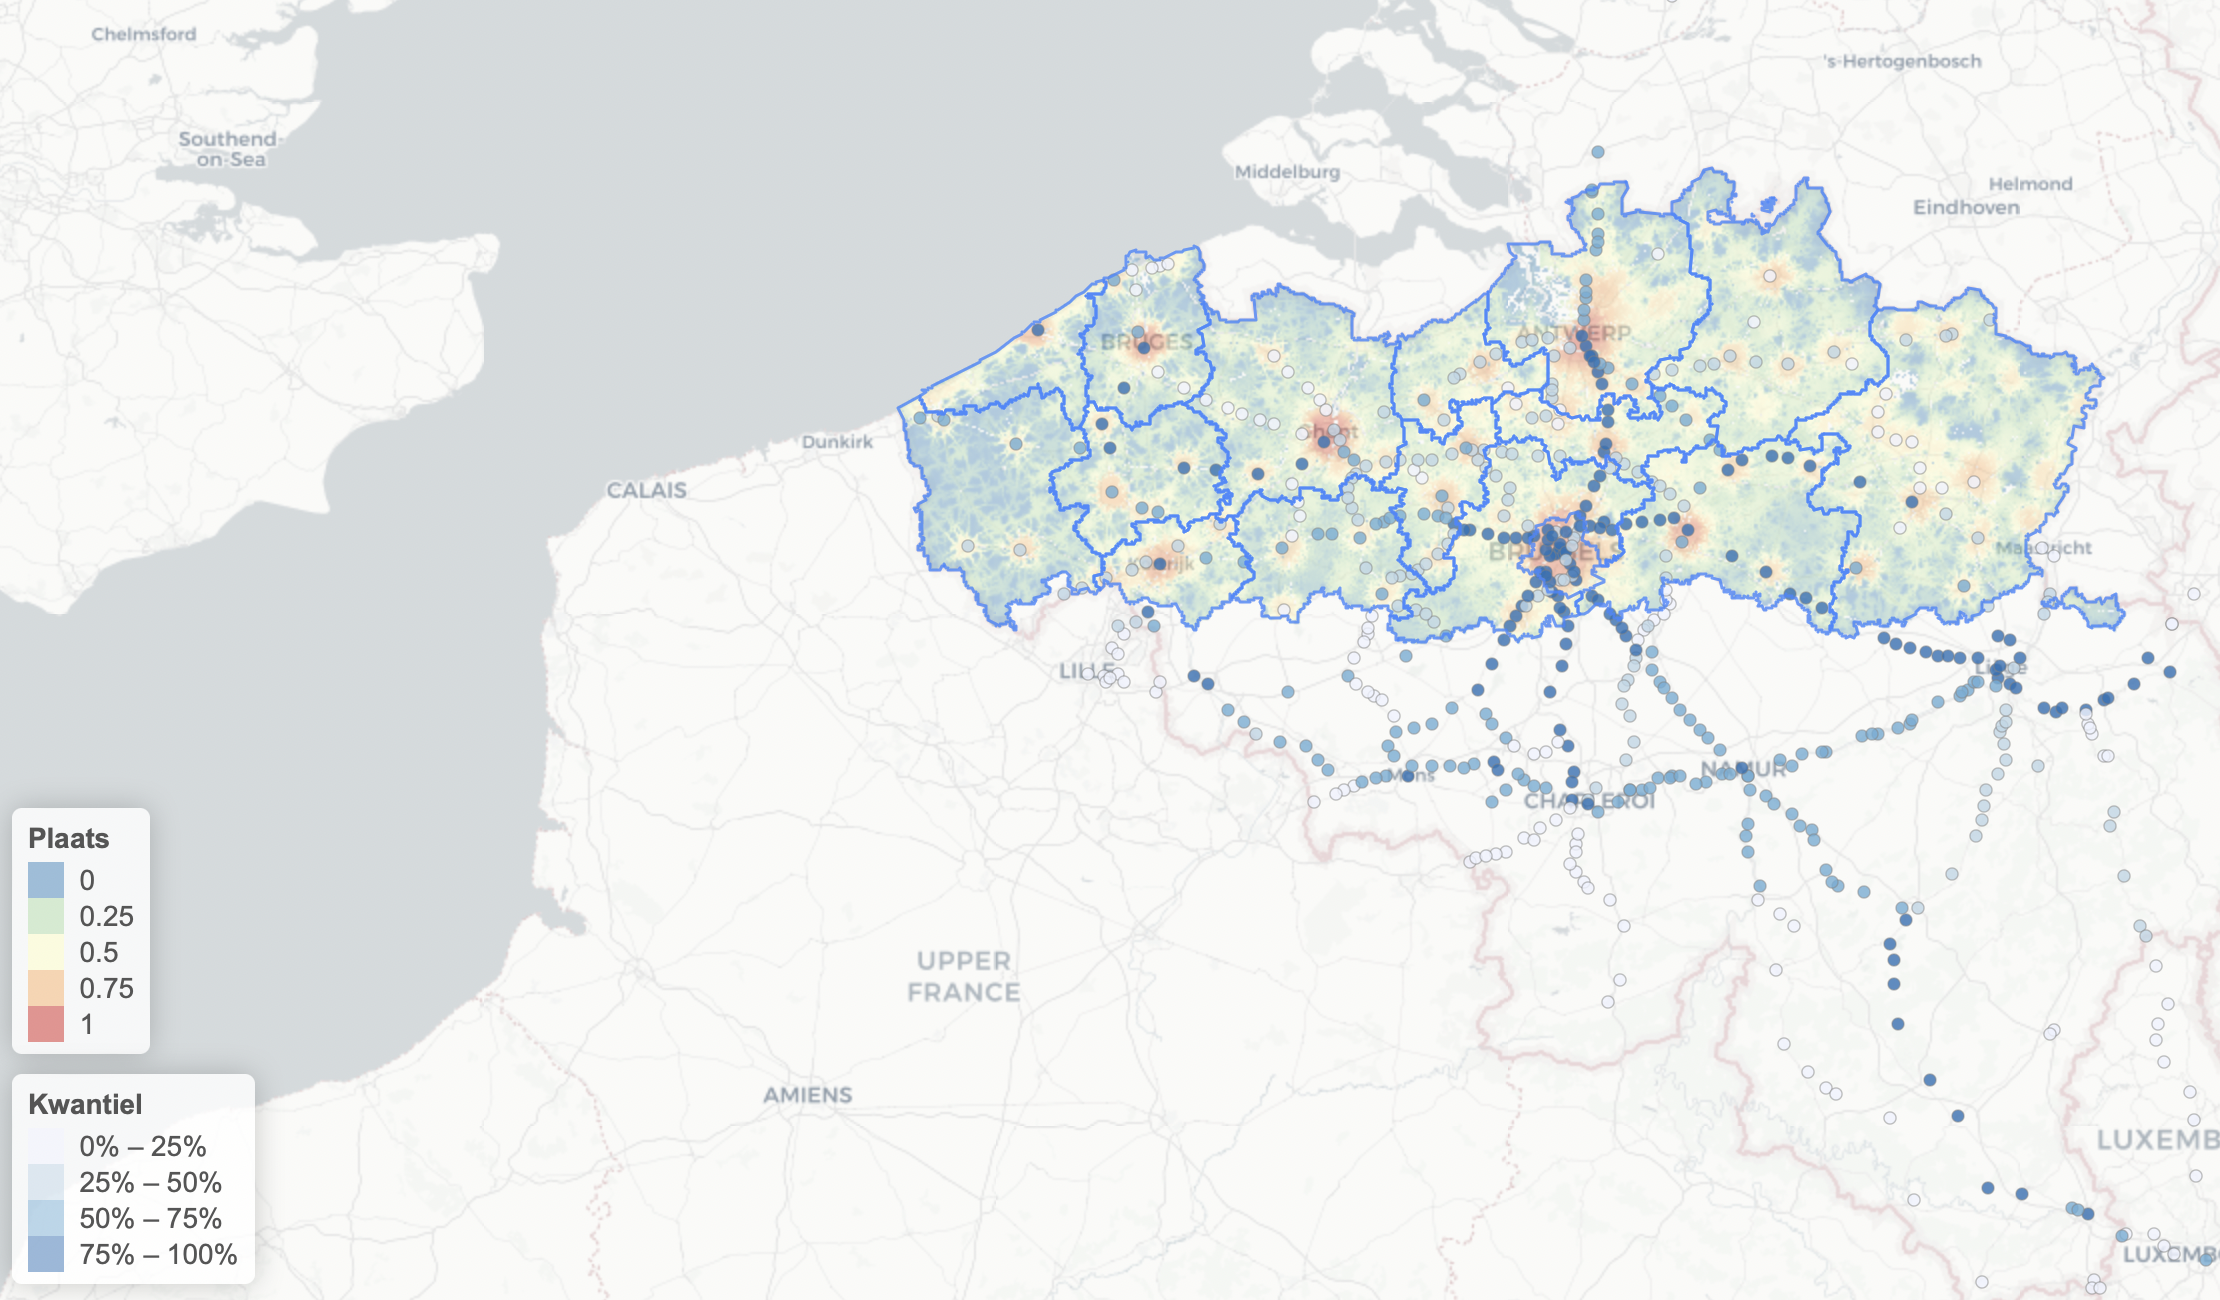 Chelmsford
's-Hertogenbosch
Southend-
on-Sea
Middelburg
Helmond
Eindhoven
BRUGES
ANTWERP
Dunkirk
Ghent
CALAIS
Kortrijk
BRUSSELS
Maastricht
LILLE
Liège
Mons
NAMUR
CHARLEROI
UPPER
FRANCE
AMIENS
LUXEMB
LUXEMBO
Plaats
0
0.25
0.5
0.75
1
Kwantiel
0% – 25%
25% – 50%
50% – 75%
75% – 100%